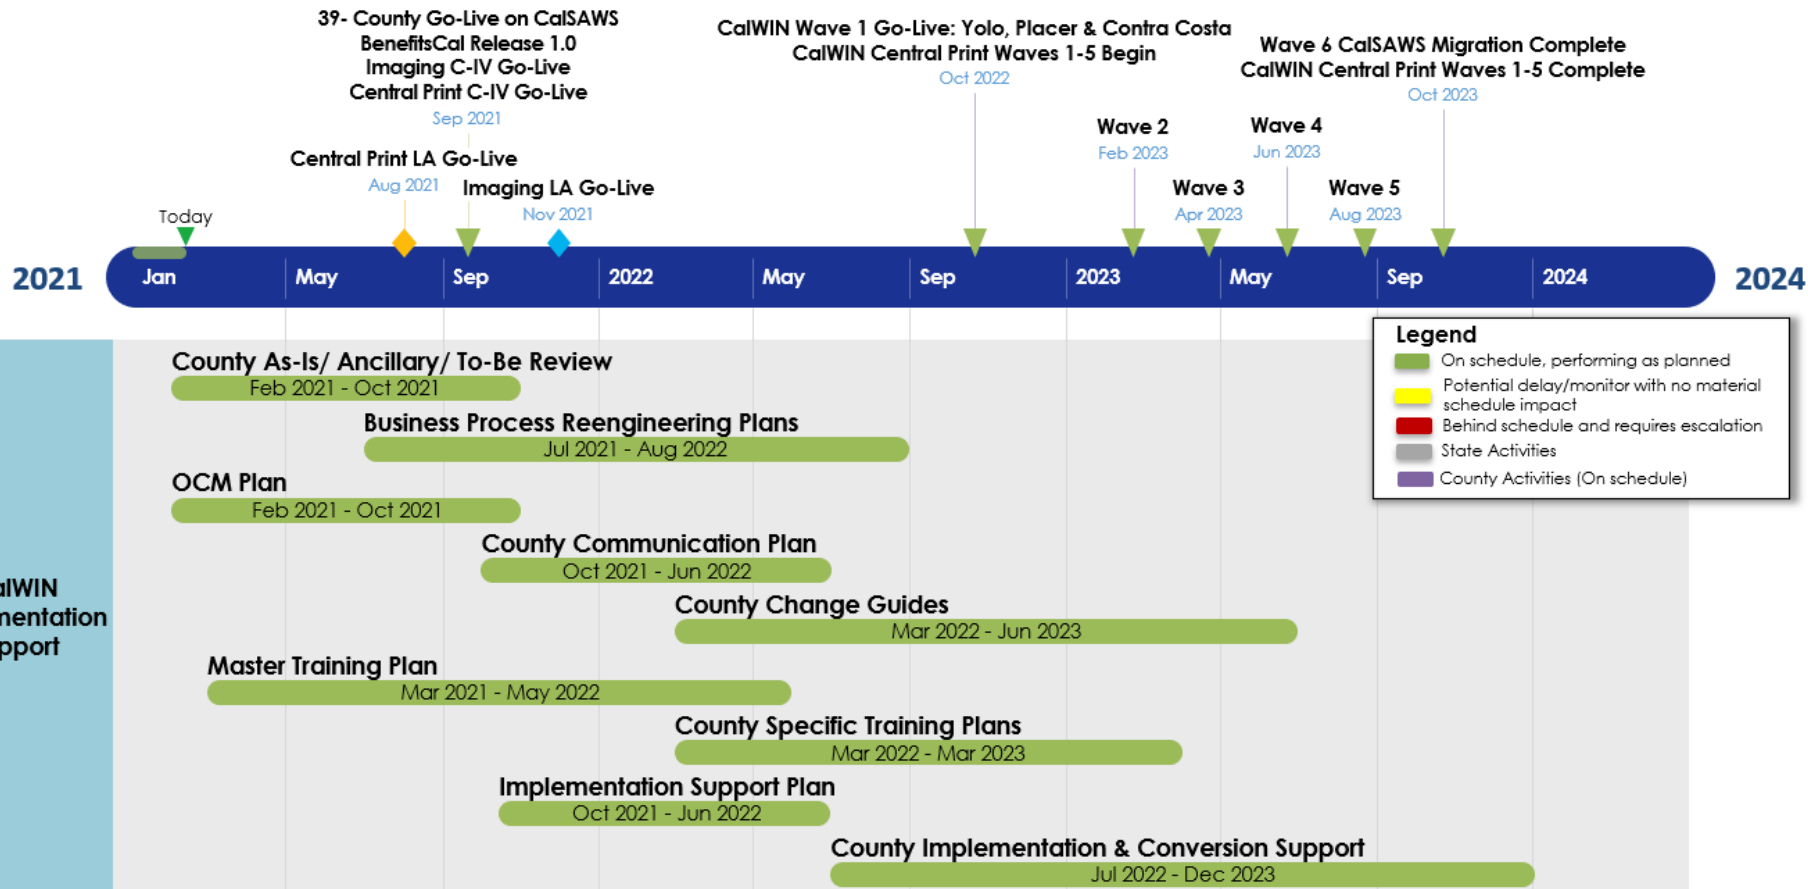 39- County Go-Live on CalSAWS
BenefitsCal Release 1.0
Imaging C-IV Go-Live
Central Print C-IV Go-Live
Sep 2021
CalWIN Wave 1 Go-Live: Yolo, Placer & Contra Costa
CalWIN Central Print Waves 1-5 Begin
Oct 2022
Wave 6 CalSAWS Migration Complete
CalWIN Central Print Waves 1-5 Complete
Oct 2023
Wave 2
Feb 2023
Wave 4
Jun 2023
Central Print LA Go-Live
Aug 2021
Imaging LA Go-Live
Nov 2021
Wave 3
Apr 2023
Wave 5
Aug 2023
Today
2021
Jan
May
Sep
2022
May
Sep
2023
May
Sep
2024
2024
Legend
On schedule, performing as planned
Potential delay/monitor with no material
schedule impact
Behind schedule and requires escalation
State Activities
County Activities (On schedule)
alWIN
mentation
pport
County As-Is/ Ancillary/ To-Be Review
Feb 2021 - Oct 2021
Business Process Reengineering Plans
Jul 2021 - Aug 2022
OCM Plan
Feb 2021 - Oct 2021
County Communication Plan
Oct 2021 - Jun 2022
County Change Guides
Mar 2022 - Jun 2023
Master Training Plan
Mar 2021 - May 2022
County Specific Training Plans
Mar 2022 - Mar 2023
Implementation Support Plan
Oct 2021 - Jun 2022
County Implementation & Conversion Support
Jul 2022 - Dec 2023